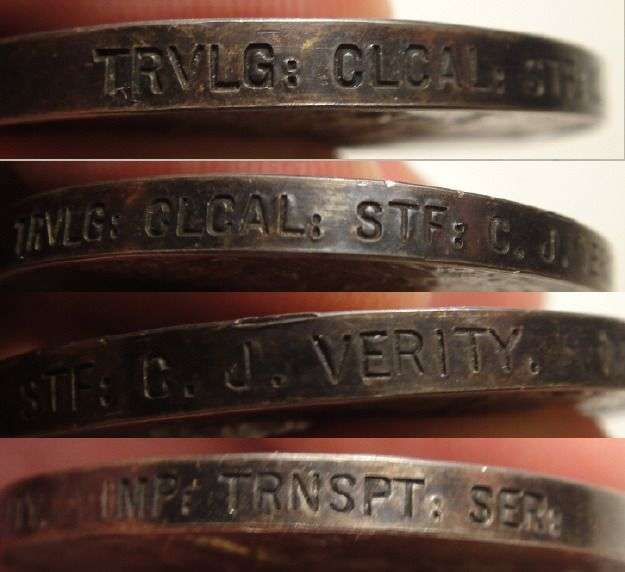 TRVLG: CLCAL: STF:
TRVLG: CLCAL: STF: C. J.
STF: C. J. VERITY.
IMP: TRNSPT: SER: